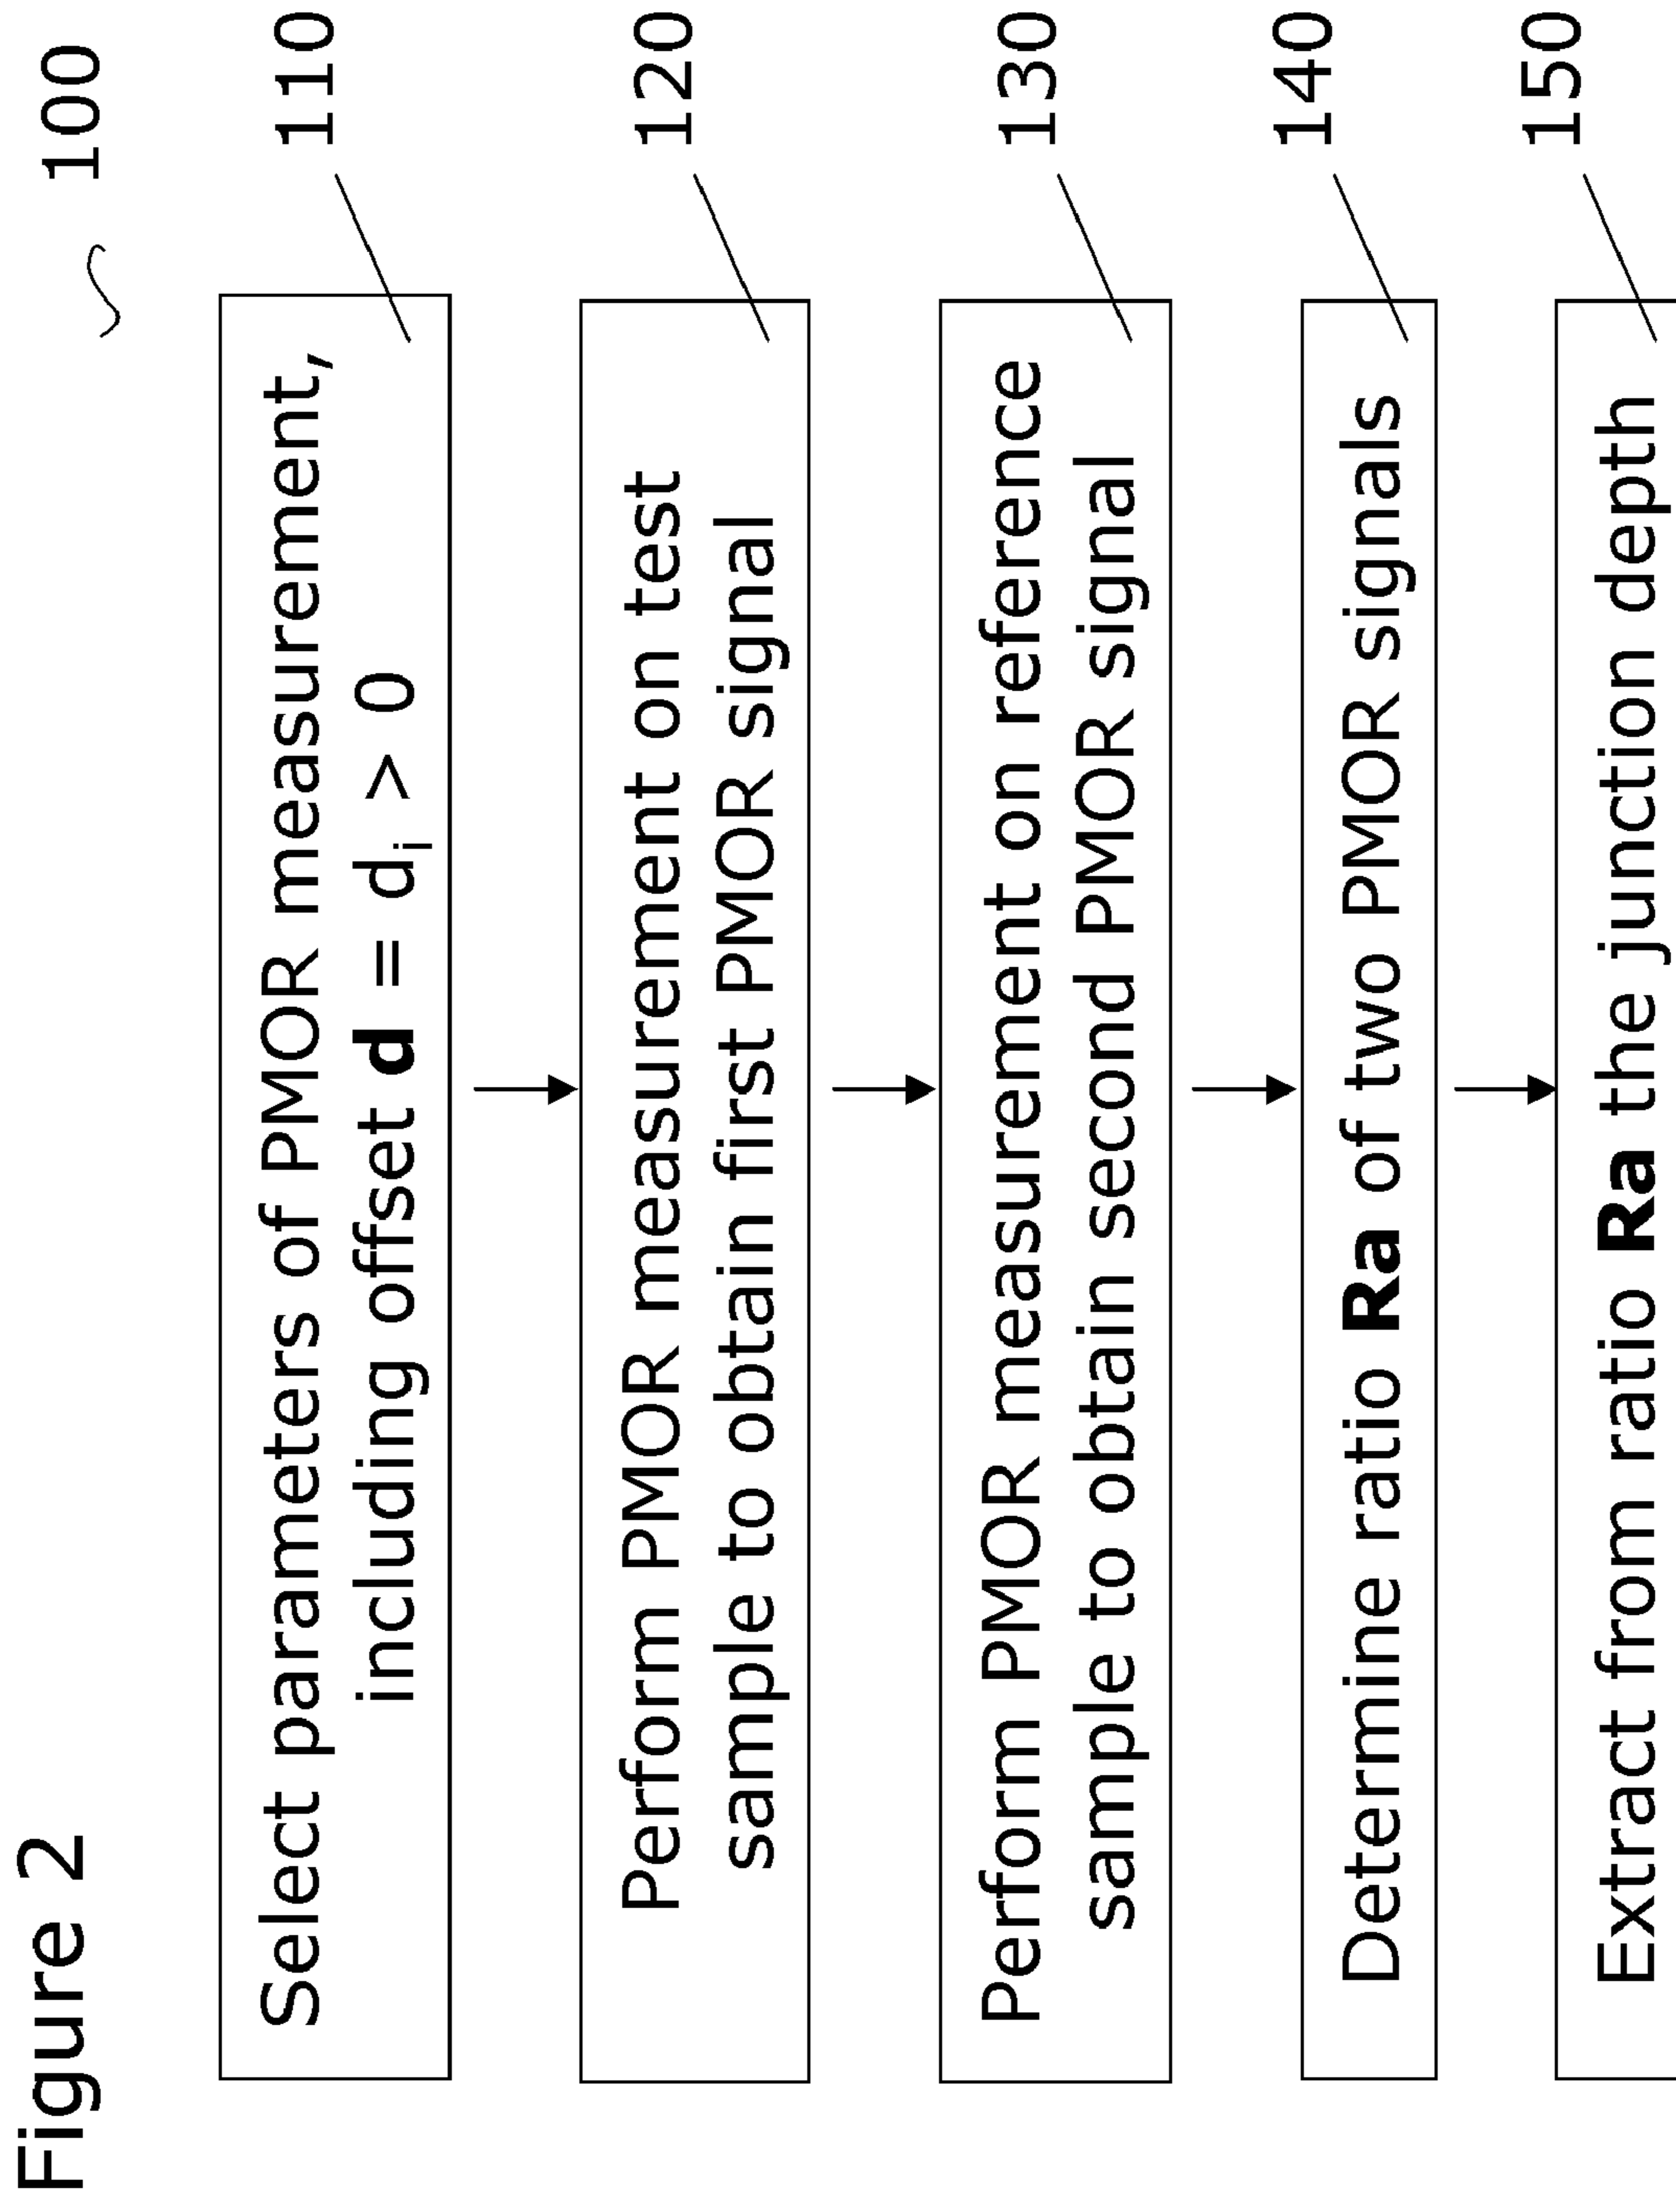 Figure 2
100
Select parameters of PMOR measurement,
including offset d = di > 0
110
Perform PMOR measurement on test
sample to obtain first PMOR signal
120
Perform PMOR measurement on reference
sample to obtain second PMOR signal
130
Determine ratio Ra of two PMOR signals
140
Extract from ratio Ra the junction depth
150